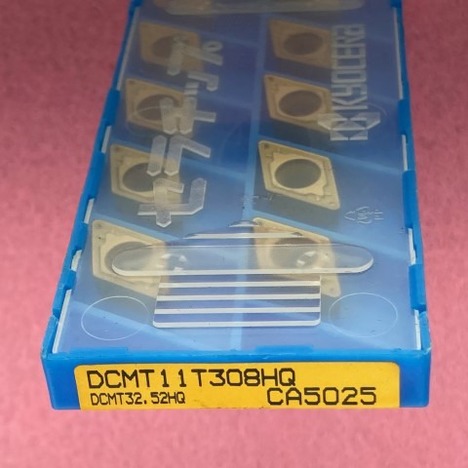 セラチップ
KYOCERA
DCMT11T308HQ
DCMT32.52HQ
CA5025